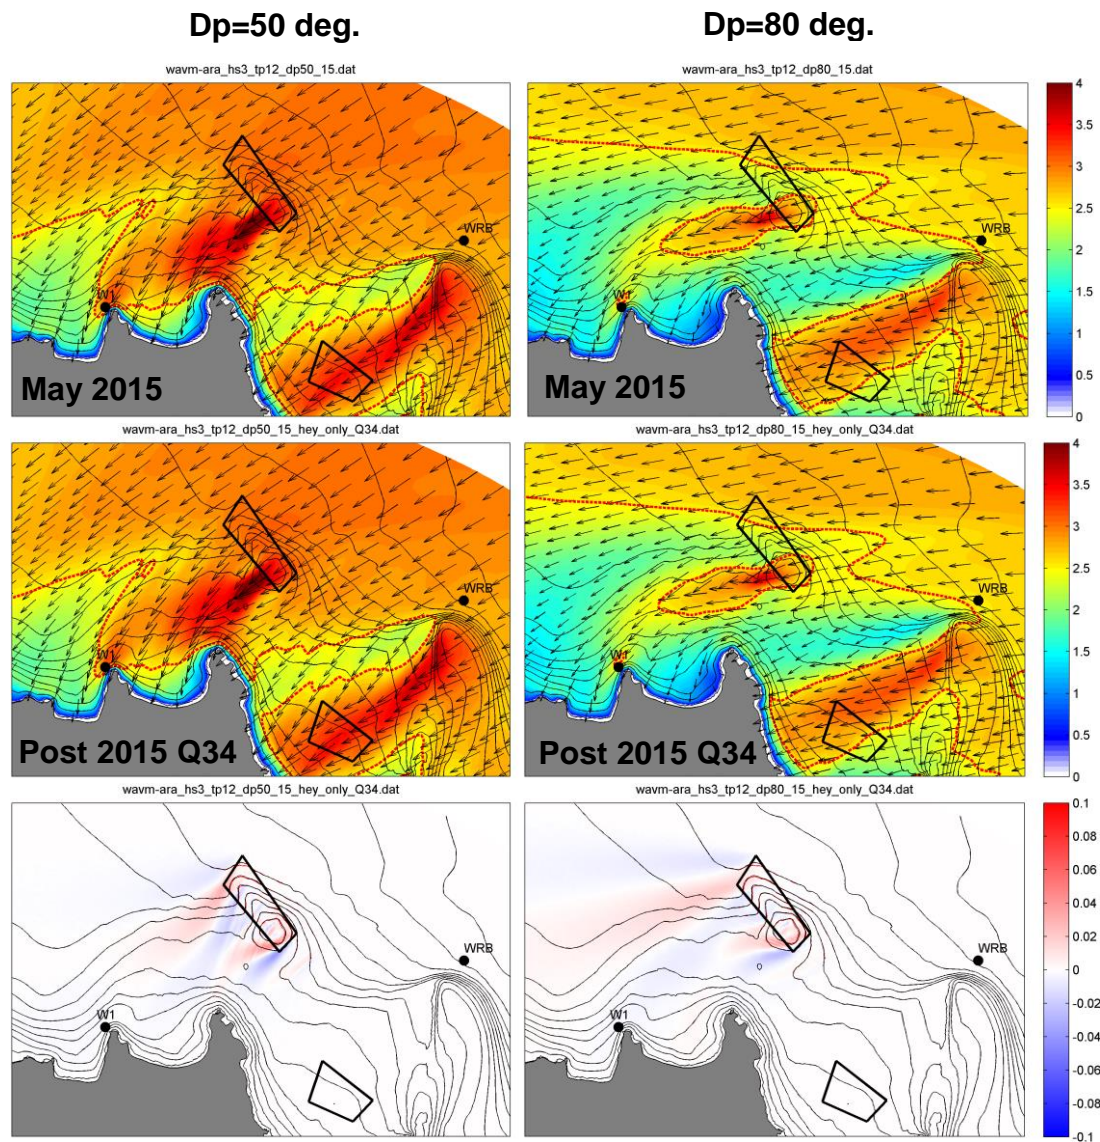 Dp=50 deg.
Dp=80 deg.
wavm-ara_hs3_tp12_dp50_15.dat
wavm-ara_hs3_tp12_dp80_15.dat
WRB
W1
May 2015
WRB
W1
May 2015
4
3.5
3
2.5
2
1.5
1
0.5
0
wavm-ara_hs3_tp12_dp50_15_hey_only_Q34.dat
wavm-ara_hs3_tp12_dp80_15_hey_only_Q34.dat
WRB
W1
Post 2015 Q34
WRB
W1
Post 2015 Q34
4
3.5
3
2.5
2
1.5
1
0.5
0
wavm-ara_hs3_tp12_dp50_15_hey_only_Q34.dat
wavm-ara_hs3_tp12_dp80_15_hey_only_Q34.dat
WRB
W1
WRB
W1
0.1
0.08
0.06
0.04
0.02
0
-0.02
-0.04
-0.06
-0.08
-0.1